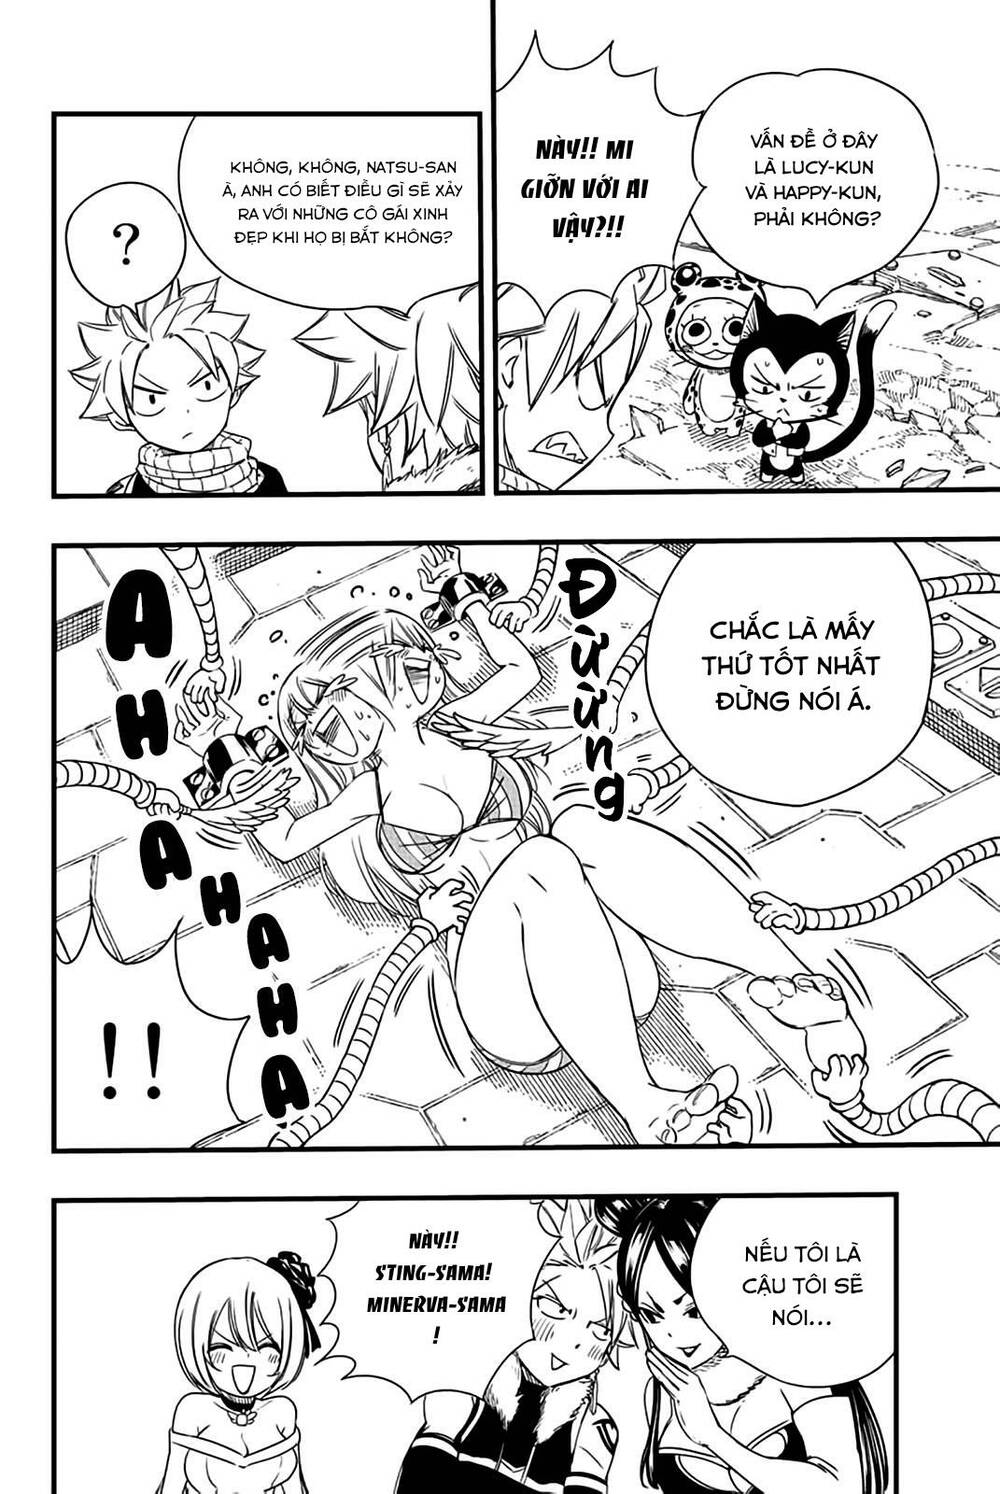 VẤN ĐỀ Ở ĐÂY
LÀ LUCY-KUN
VÀ HAPPY-KUN,
PHẢI KHÔNG?
NÀY!! MI
GIỠN VỚI AI
VẬY?!!
KHÔNG, KHÔNG, NATSU-SAN
À, ANH CÓ BIẾT ĐIỀU GÌ SẼ XẢY
RA VỚI NHỮNG CÔ GÁI XINH
ĐẸP KHI HỌ BỊ BẮT KHÔNG?
?
CHẮC LÀ MẤY
THỨ TỐT NHẤT
ĐỪNG NÓI Á.
ĐỪỪNG
AHAHAHAHAHA
!!
NẾU TÔI LÀ
CẬU TÔI SẼ
NÓI...
NÀY!!
STING-SAMA!
MINERVA-SAMA
!